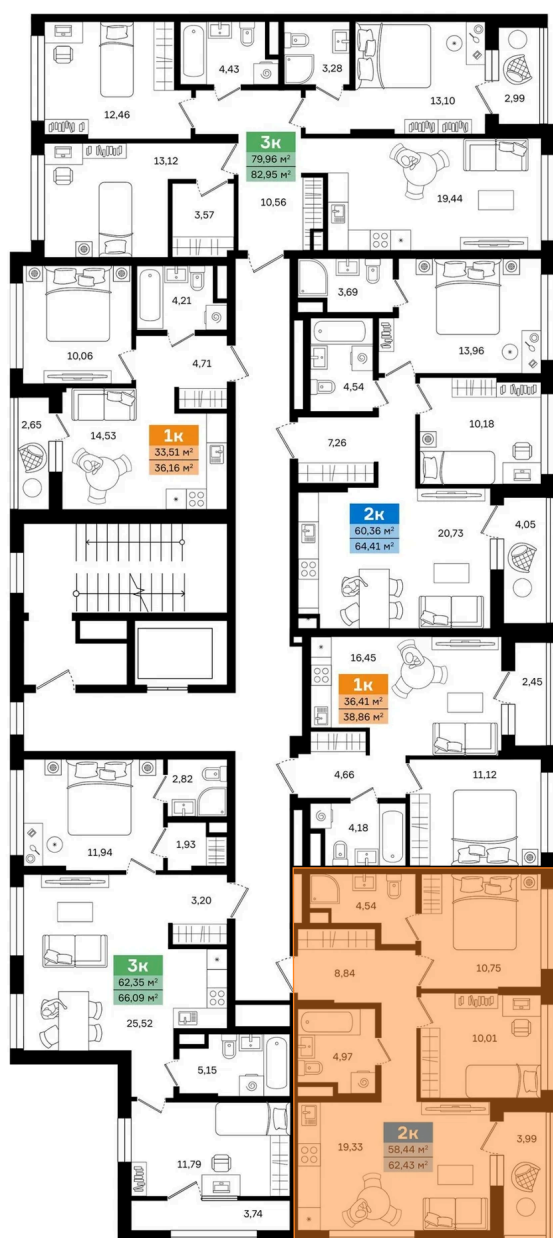 4,43
3,28
12,46
13,10
2,99
3к
79,96 м²
82,95 м²
13,12
3,57
10,56
19,44
4,21
3,69
10,06
4,71
4,54
13,96
2,65
14,53
1к
33,51 м²
36,16 м²
7,26
10,18
2к
60,36 м²
64,41 м²
20,73
4,05
16,45
1к
36,41 м²
38,86 м²
2,45
2,82
4,66
11,12
11,94
1,93
4,18
3,20
4,54
10,75
3к
62,35 м²
66,09 м²
25,52
8,84
4,97
10,01
5,15
11,79
3,74
19,33
2к
58,44 м²
62,43 м²
3,99